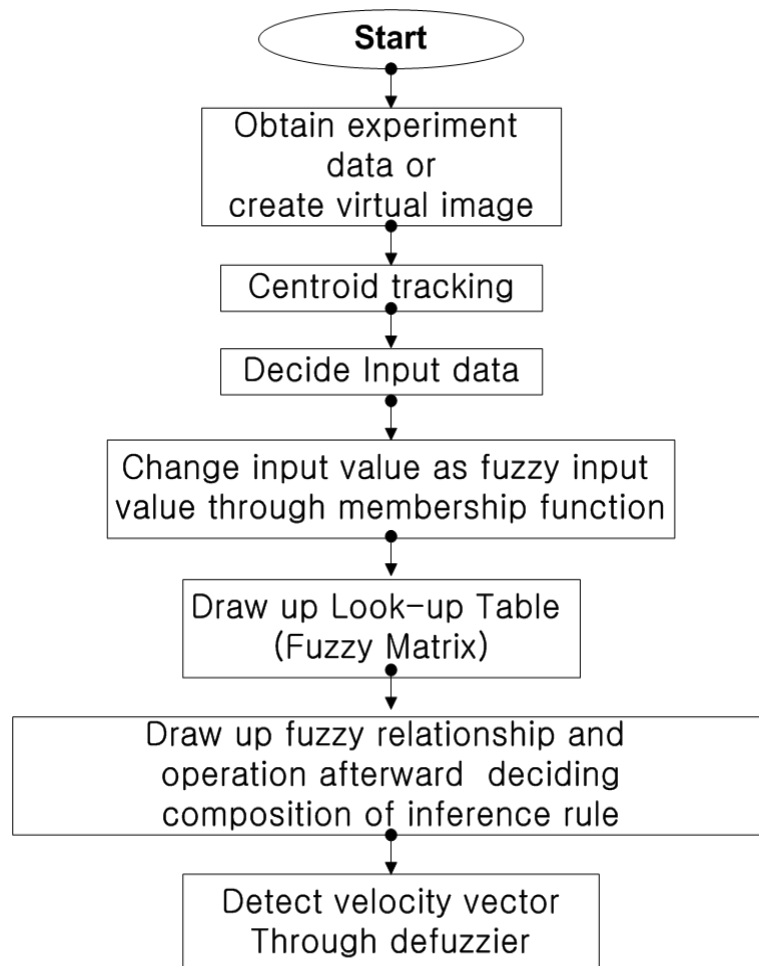 Start
Obtain experiment
data or
create virtual image
Centroid tracking
Decide Input data
Change input value as fuzzy input
value through membership function
Draw up Look-up Table
(Fuzzy Matrix)
Draw up fuzzy relationship and
operation afterward deciding
composition of inference rule
Detect velocity vector
Through defuzzier